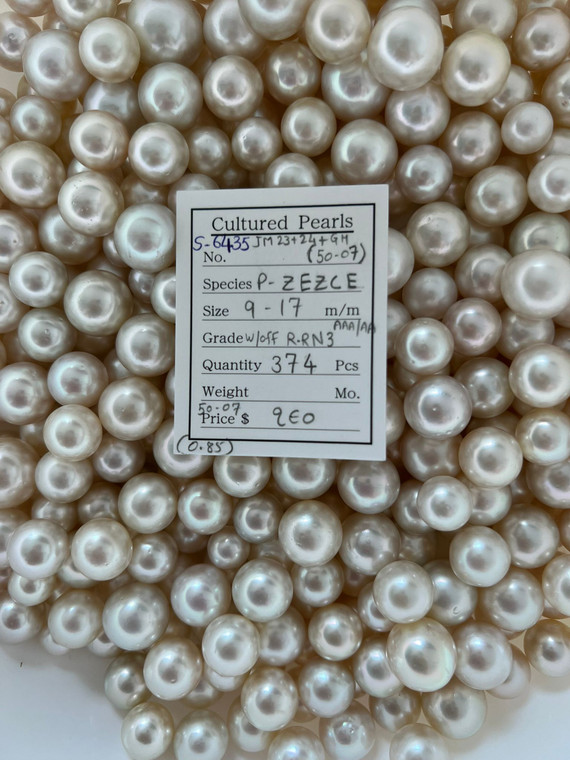 Cultured Pearls
S-6435 JM 23+24+GH
No. (50-07)
Species P-ZEZCE
Size 9-17 m/m
AAA/AA
Grade w/off R-RN3
Quantity 374 Pcs
Weight Mo.
50-07
Price $ 2E0
(0.85)